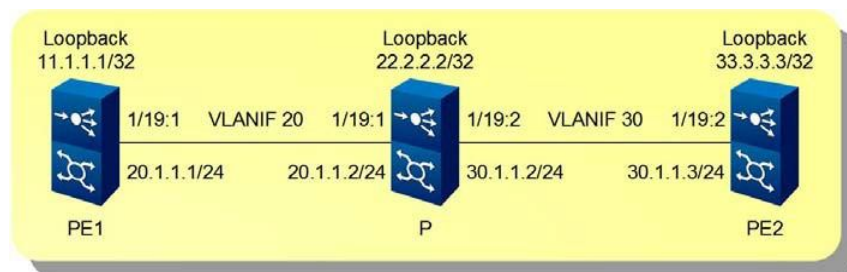 Loopback
11.1.1.1/32
Loopback
22.2.2.2/32
Loopback
33.3.3.3/32
1/19:1 VLANIF 20 1/19:1 1/19:2 VLANIF 30 1/19:2
20.1.1.1/24 20.1.1.2/24 30.1.1.2/24 30.1.1.3/24
PE1 P PE2